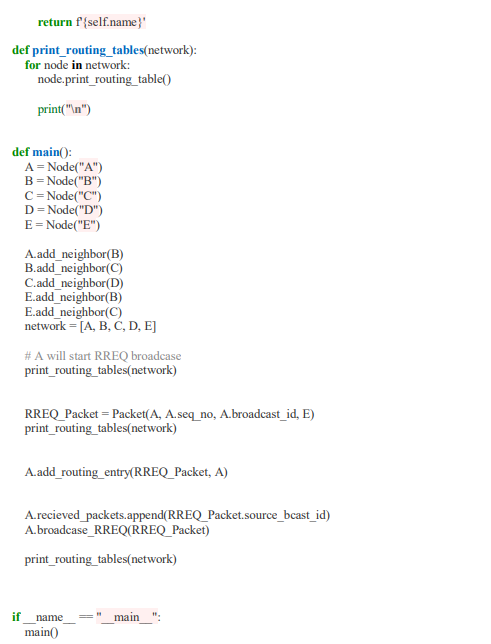 return f'{self.name}'
def print_routing_tables(network):
for node in network:
node.print_routing_table()
print("\n")
def main():
A = Node("A")
B = Node("B")
C = Node("C")
D = Node("D")
E = Node("E")
A.add_neighbor(B)
B.add_neighbor(C)
C.add_neighbor(D)
E.add_neighbor(B)
E.add_neighbor(C)
network = [A, B, C, D, E]
# A will start RREQ broadcase
print_routing_tables(network)
RREQ_Packet = Packet(A, A.seq_no, A.broadcast_id, E)
print_routing_tables(network)
A.add_routing_entry(RREQ_Packet, A)
A.recieved_packets.append(RREQ_Packet.source_bcast_id)
A.broadcase_RREQ(RREQ_Packet)
print_routing_tables(network)
if __name__ == "__main__":
main()